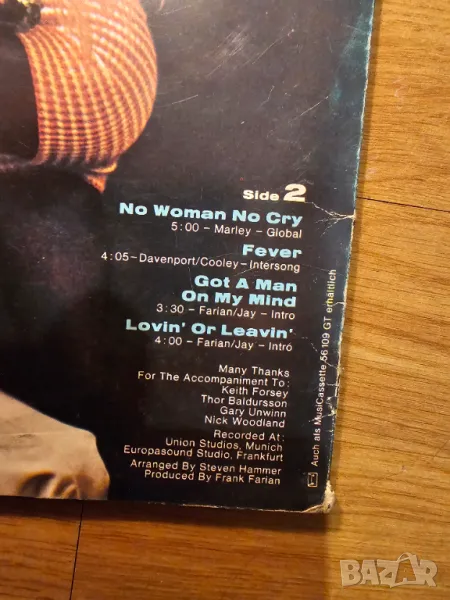 Side 2
No Woman No Cry
5:00 – Marley – Global
Fever
4:05–Davenport/Cooley–Intersong
Got A Man
On My Mind
3:30 – Farian/Jay – Intro
Lovin' Or Leavin'
4:00 – Farian/Jay – Intro
Many Thanks
For The Accompaniment To:
Keith Forsey
Thor Baldursson
Gary Unwinn
Nick Woodland
Recorded At:
Union Studios, Munich
Europasound Studio, Frankfurt
Arranged By Steven Hammer
Produced By Frank Farian
Auch als MusiCassette 56109 GT erhältlich
BAZAR